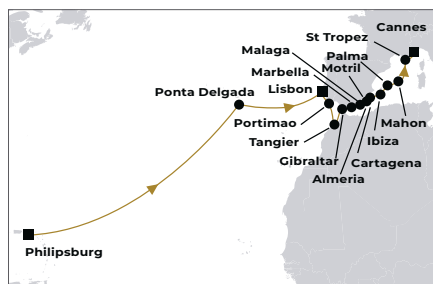 Cannes
St Tropez
Palma
Malaga
Motril
Marbella
Lisbon
Ponta Delgada
Portimao
Mahon
Tangier
Ibiza
Gibraltar
Cartagena
Almeria
Philipsburg